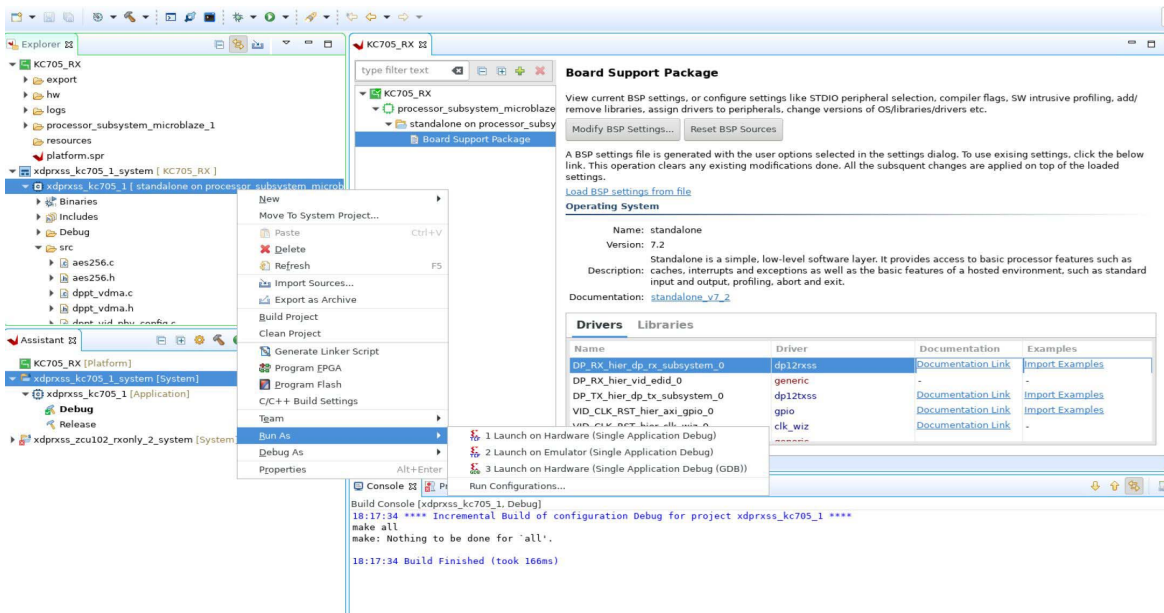 Explorer
KC705_RX
export
hw
logs
processor_subsystem_microblaze_1
resources
platform.spr
xdprxss_kc705_1_system [ KC705_RX ]
xdprxss_kc705_1 [ standalone on processor_subsystem_microb
Binaries
Includes
Debug
src
aes256.c
aes256.h
dppt_vdma.c
dppt_vdma.h
dppt_vid_phy_config.c
Assistant
KC705_RX [Platform]
xdprxss_kc705_1_system [System]
xdprxss_kc705_1 [Application]
Debug
Release
xdprxss_zcu102_rxonly_2_system [System
New
Move To System Project...
Paste Ctrl+V
Delete
Refresh F5
Import Sources...
Export as Archive
Build Project
Clean Project
Generate Linker Script
Program FPGA
Program Flash
C/C++ Build Settings
Team
Run As
Debug As
Properties Alt+Enter
1 Launch on Hardware (Single Application Debug)
2 Launch on Emulator (Single Application Debug)
3 Launch on Hardware (Single Application Debug (GDB))
Run Configurations...
KC705_RX
type filter text
KC705_RX
processor_subsystem_microblaze
standalone on processor_subsy
Board Support Package
Board Support Package
View current BSP settings, or configure settings like STDIO peripheral selection, compiler flags, SW intrusive profiling, add/
remove libraries, assign drivers to peripherals, change versions of OS/libraries/drivers etc.
Modify BSP Settings... Reset BSP Sources
A BSP settings file is generated with the user options selected in the settings dialog. To use exising settings, click the below
link. This operation clears any existing modifications done. All the subsquent changes are applied on top of the loaded
settings.
Load BSP settings from file
Operating System
Name: standalone
Version: 7.2
Standalone is a simple, low-level software layer. It provides access to basic processor features such as
Description: caches, interrupts and exceptions as well as the basic features of a hosted environment, such as standard
input and output, profiling, abort and exit.
Documentation: standalone_v7_2
Drivers Libraries
Name Driver Documentation Examples
DP_RX_hier_dp_rx_subsystem_0 dp12rxss Documentation Link Import Examples
DP_RX_hier_vid_edid_0 generic - -
DP_TX_hier_dp_tx_subsystem_0 dp12txss Documentation Link Import Examples
VID_CLK_RST_hier_axi_gpio_0 gpio Documentation Link Import Examples
VID_CLK_RST_hier_clk_wiz_0 clk_wiz Documentation Link -
generic
Console
Build Console [xdprxss_kc705_1, Debug]
18:17:34 **** Incremental Build of configuration Debug for project xdprxss_kc705_1 ****
make all
make: Nothing to be done for `all'.
18:17:34 Build Finished (took 166ms)